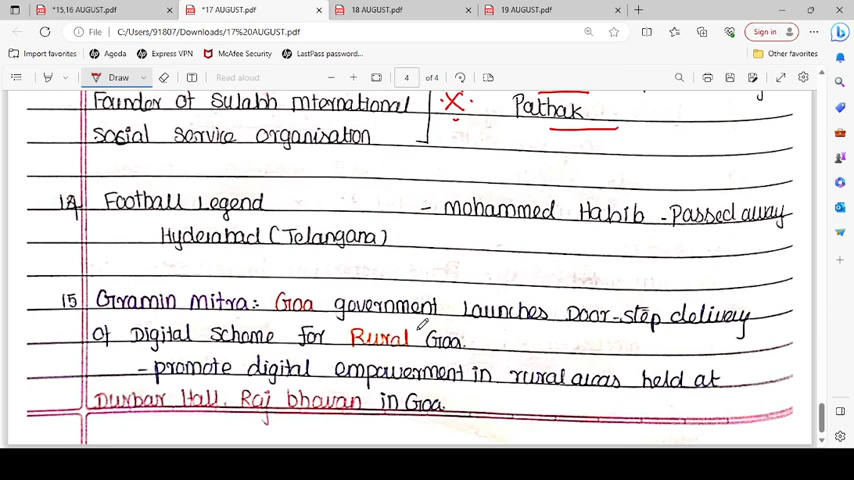 *15,16 AUGUST.pdf
*17 AUGUST.pdf
18 AUGUST.pdf
19 AUGUST.pdf
File
C:/Users/91807/Downloads/17%20AUGUST.pdf
Sign in
Import favorites
Agoda
Express VPN
McAfee Security
LastPass password...
Other favorites
Draw
Read aloud
4
of 4
Founder of Sulabh International
Social Service organisation
X
Pathak
14 Football Legend - Mohammed Habib - Passed away
Hyderabad (Telangana)
15 Gramin Mitra: Goa government Launches Door-step delivery
of Digital scheme for Rural Goa.
- promote digital empowerment in rural areas held at
Durbar Hall, Raj bhavan in Goa.